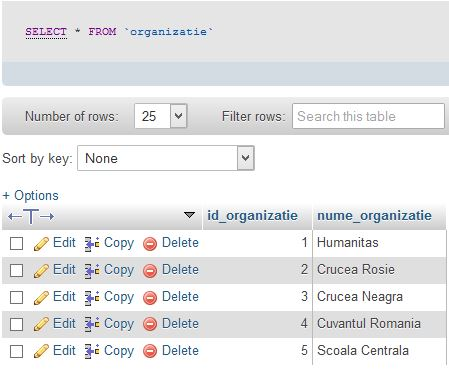 SELECT * FROM `organizatie`
Number of rows: 25 Filter rows: Search this table
Sort by key: None
+ Options
←T→ id_organizatie nume_organizatie
Edit Copy Delete 1 Humanitas
Edit Copy Delete 2 Crucea Rosie
Edit Copy Delete 3 Crucea Neagra
Edit Copy Delete 4 Cuvantul Romania
Edit Copy Delete 5 Scoala Centrala